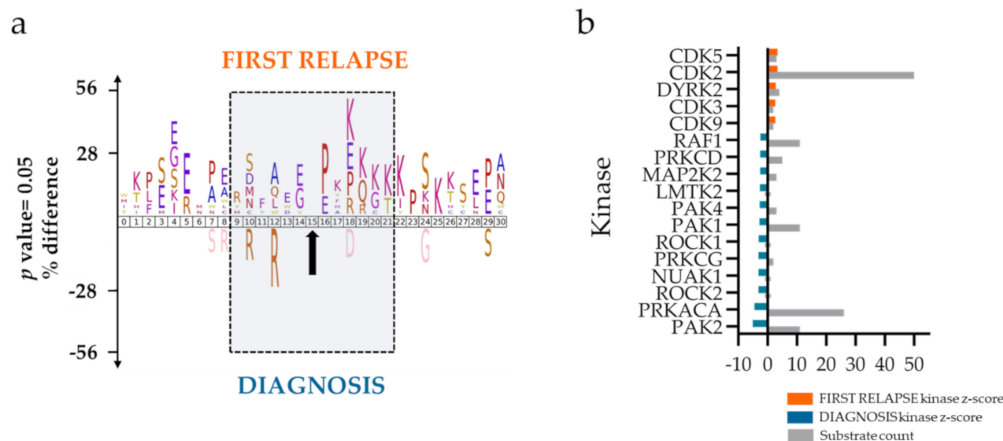 a
b
FIRST RELAPSE
56
28
-28
-56
p value= 0.05
% difference
0 1 2 3 4 5 6 7 8 9 10 11 12 13 14 15 16 17 18 19 20 21 22 23 24 25 26 27 28 29 30
DIAGNOSIS
Kinase
CDK5
CDK2
DYRK2
CDK3
CDK9
RAF1
PRKCD
MAP2K2
LMTK2
PAK4
PAK1
ROCK1
PRKCG
NUAK1
ROCK2
PRKACA
PAK2
-10 0 10 20 30 40 50
FIRST RELAPSE kinase z-score
DIAGNOSIS kinase z-score
Substrate count